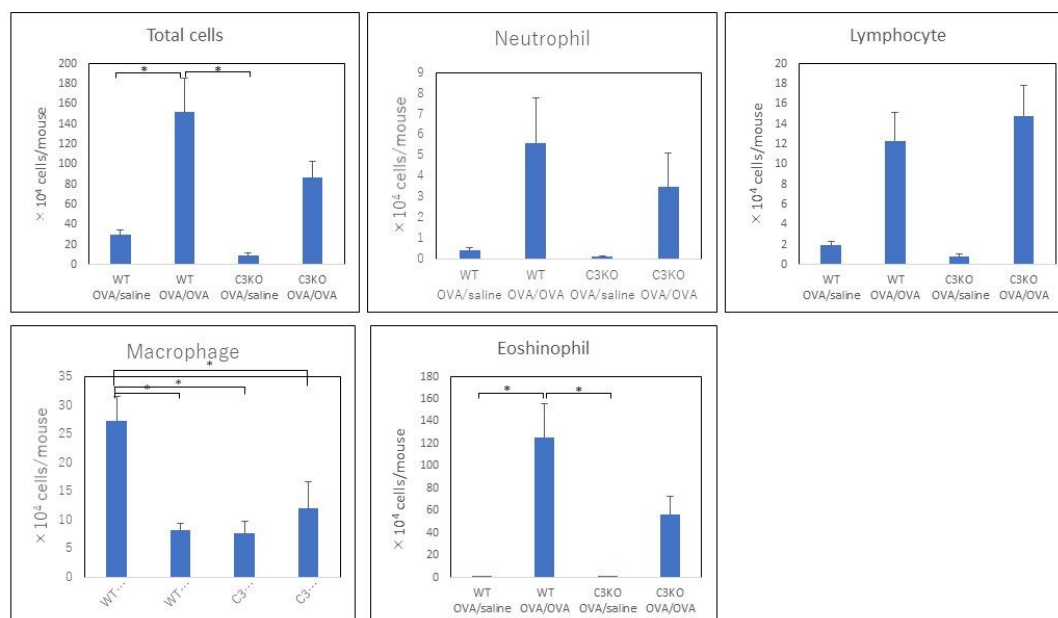 Total cells
× 10⁴ cells/mouse
200
180
160
140
120
100
80
60
40
20
0
* *
WT WT C3KO C3KO
OVA/saline OVA/OVA OVA/saline OVA/OVA
Neutrophil
× 10⁴ cells/mouse
9
8
7
6
5
4
3
2
1
0
WT WT C3KO C3KO
OVA/saline OVA/OVA OVA/saline OVA/OVA
Lymphocyte
× 10⁴ cells/mouse
20
18
16
14
12
10
8
6
4
2
0
WT WT C3KO C3KO
OVA/saline OVA/OVA OVA/saline OVA/OVA
Macrophage
× 10⁴ cells/mouse
35
30
25
20
15
10
5
0
*
*
*
WT… WT… C3… C3…
Eoshinophil
× 10⁴ cells/mouse
180
160
140
120
100
80
60
40
20
0
* *
WT WT C3KO C3KO
OVA/saline OVA/OVA OVA/saline OVA/OVA